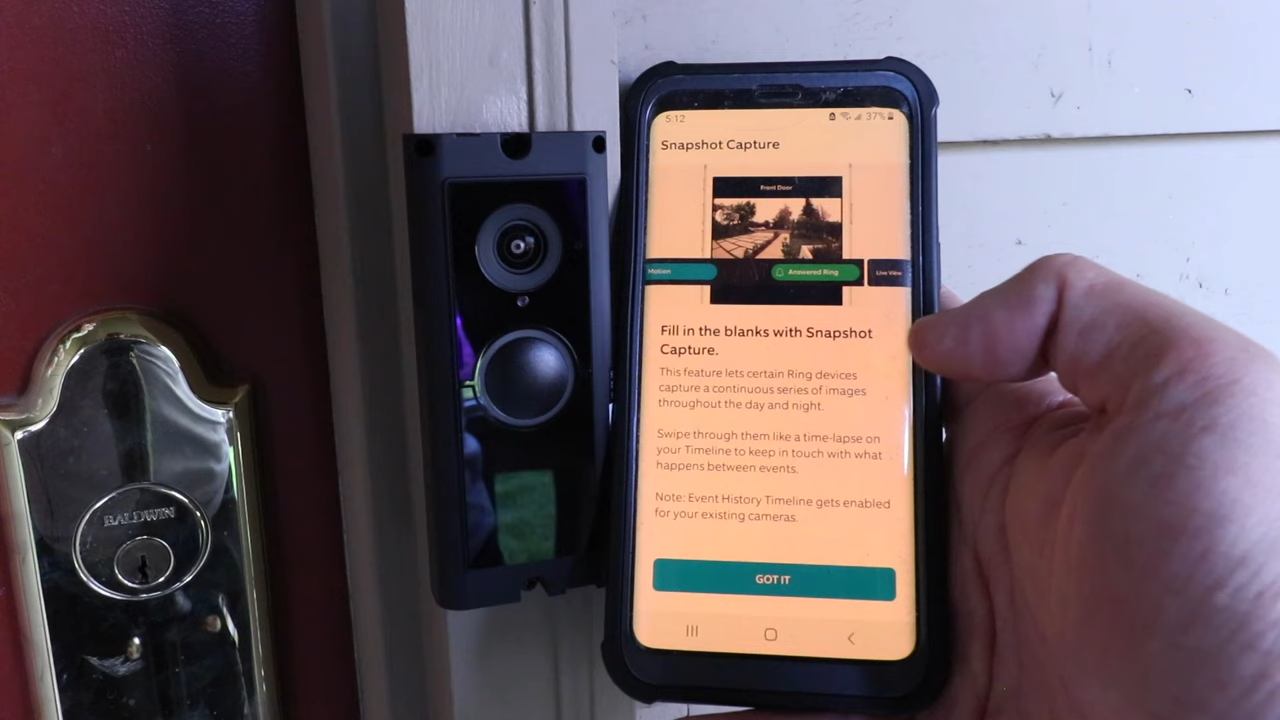 BALDWIN
5:12
37%
Snapshot Capture
Front Door
Motion
Answered Ring
Live View
Fill in the blanks with Snapshot
Capture.
This feature lets certain Ring devices
capture a continuous series of images
throughout the day and night.
Swipe through them like a time-lapse on
your Timeline to keep in touch with what
happens between events.
Note: Event History Timeline gets enabled
for your existing cameras.
GOT IT